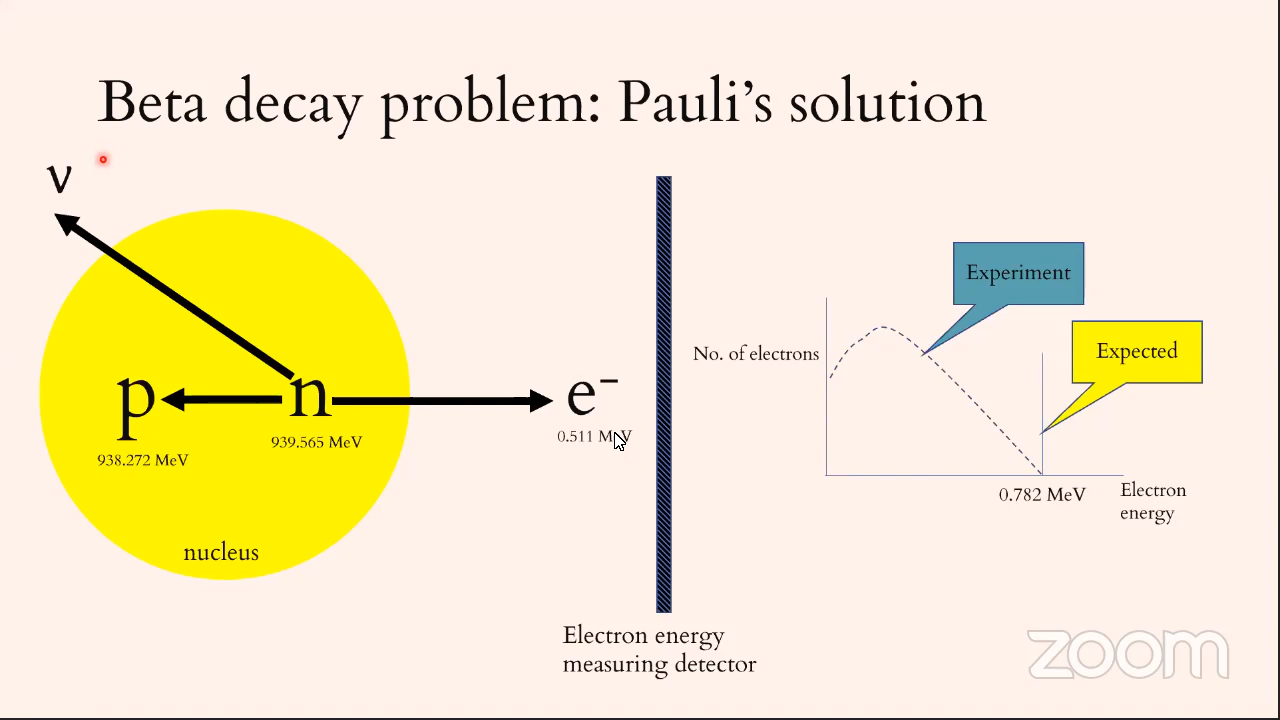 Beta decay problem: Pauli's solution
ν
p
n
e⁻
938.272 MeV
939.565 MeV
0.511 MeV
nucleus
Electron energy
measuring detector
No. of electrons
Experiment
Expected
0.782 MeV
Electron
energy
zoom